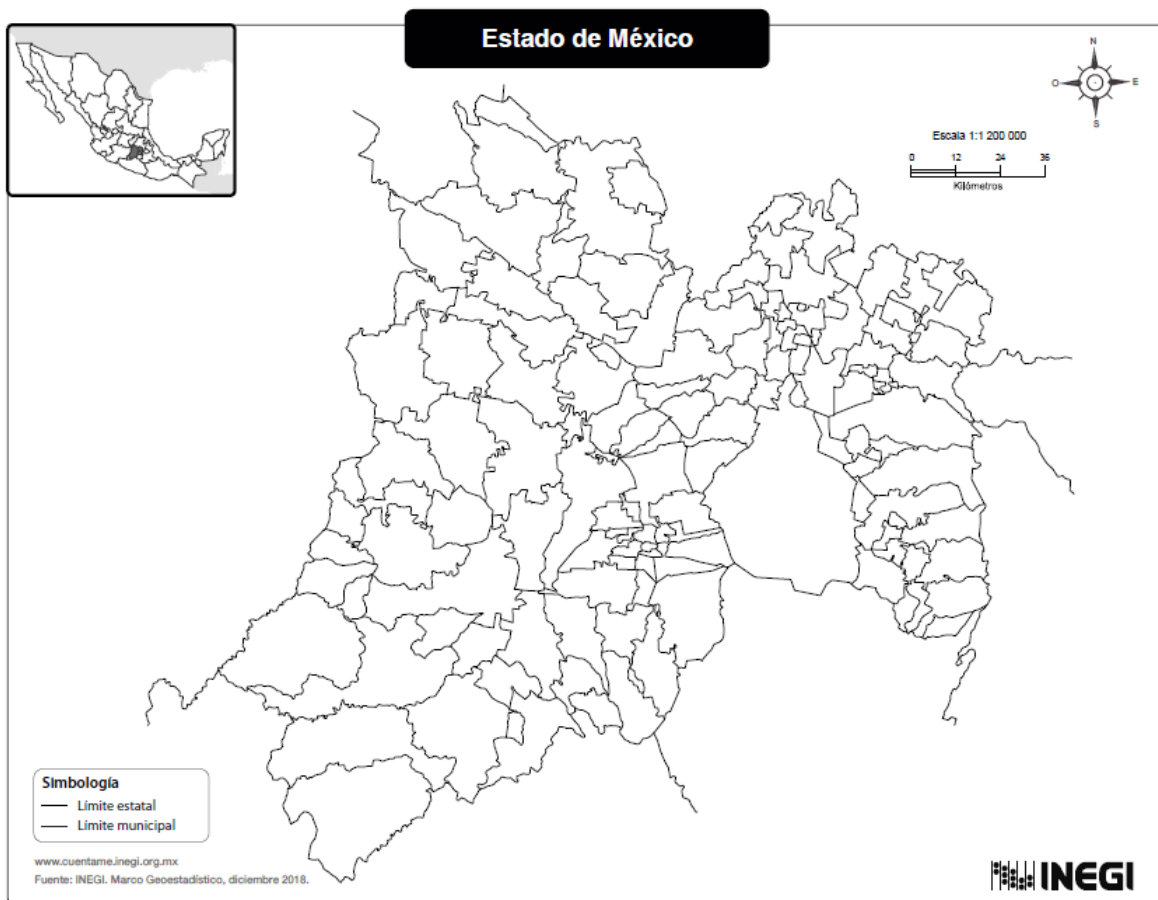 Estado de México
N
O
E
S
Escala 1:1 200 000
0 12 24 36
Kilómetros
Simbología
Límite estatal
Límite municipal
www.cuentame.inegi.org.mx
Fuente: INEGI. Marco Geoestadístico, diciembre 2018.
INEGI